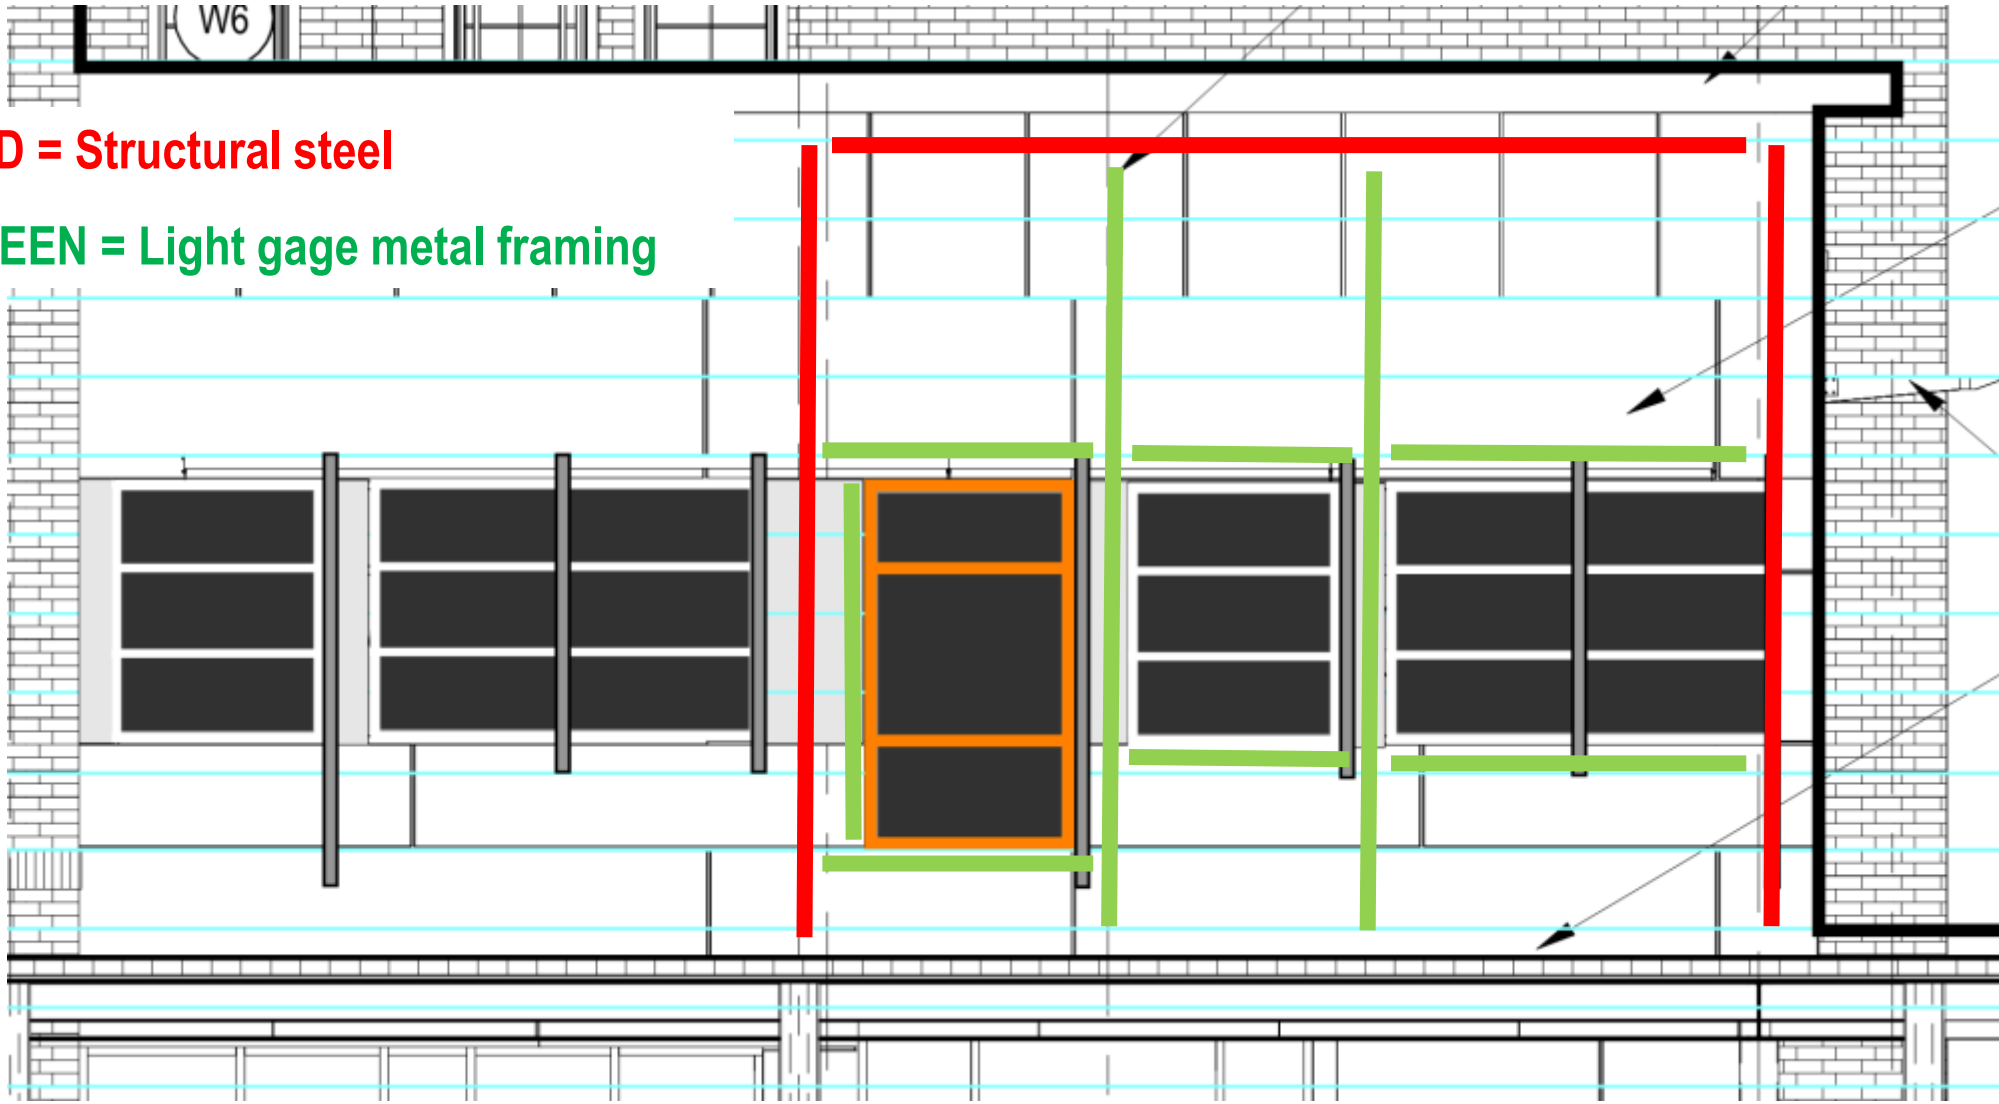 W6
D = Structural steel
EEN = Light gage metal framing